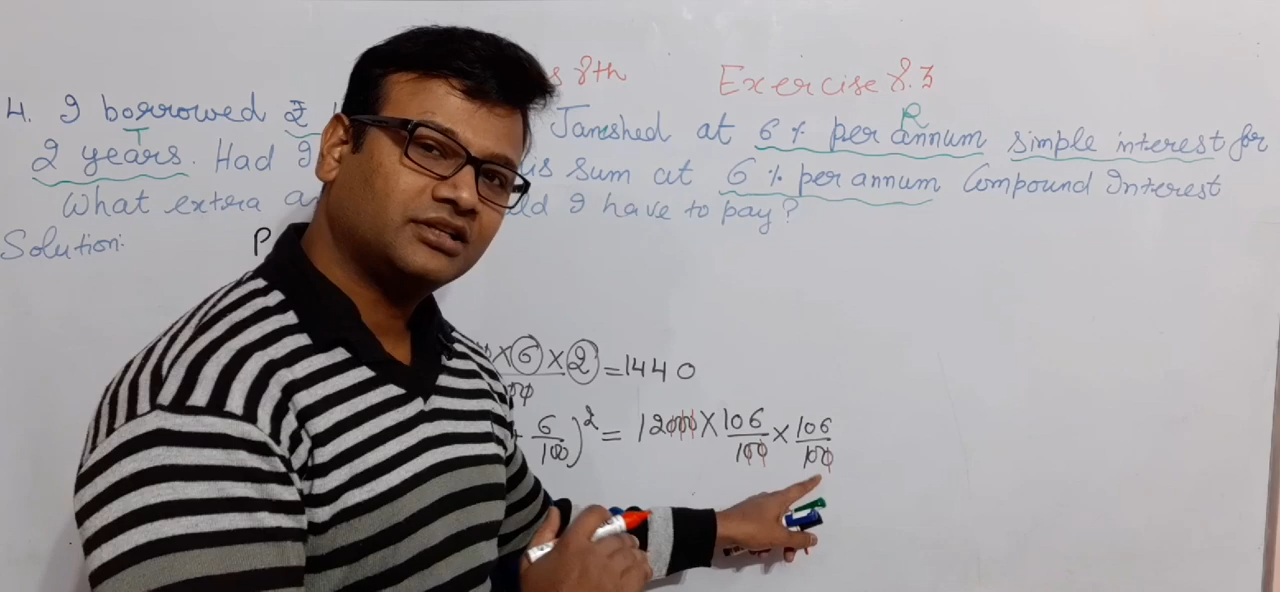 8th Exercise 8.3
4. I borrowed ₹ Jamshed at 6% per annum simple interest for
R
T
2 years. Had I is sum at 6% per annum Compound Interest
What extra I have to pay?
Solution: P
× 6 × 2 = 1440
6/100)² = 12000 × 106/100 × 106/100